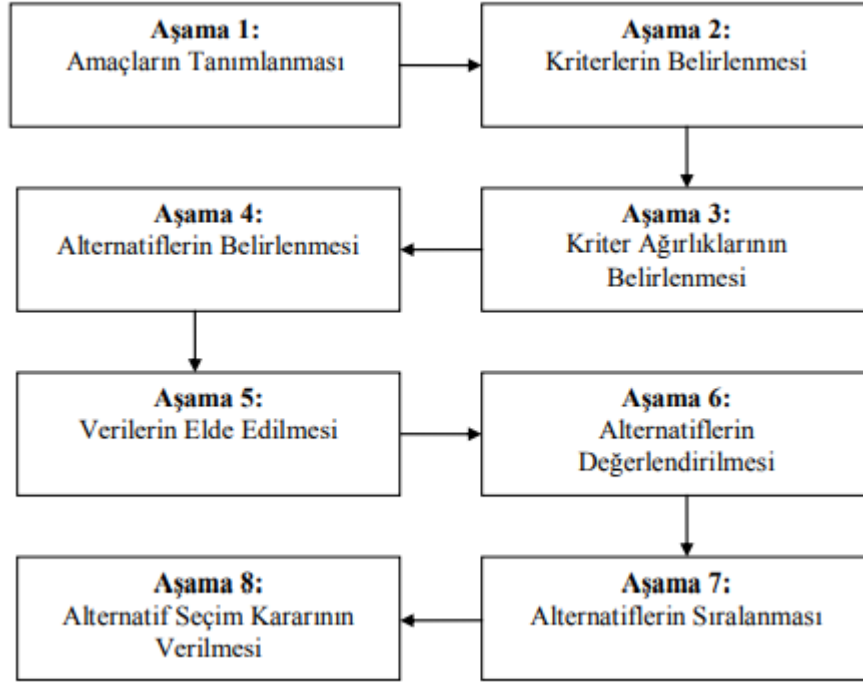 Aşama 1:
Amaçların Tanımlanması
Aşama 2:
Kriterlerin Belirlenmesi
Aşama 3:
Kriter Ağırlıklarının
Belirlenmesi
Aşama 4:
Alternatiflerin Belirlenmesi
Aşama 5:
Verilerin Elde Edilmesi
Aşama 6:
Alternatiflerin
Değerlendirilmesi
Aşama 7:
Alternatiflerin Sıralanması
Aşama 8:
Alternatif Seçim Kararının
Verilmesi